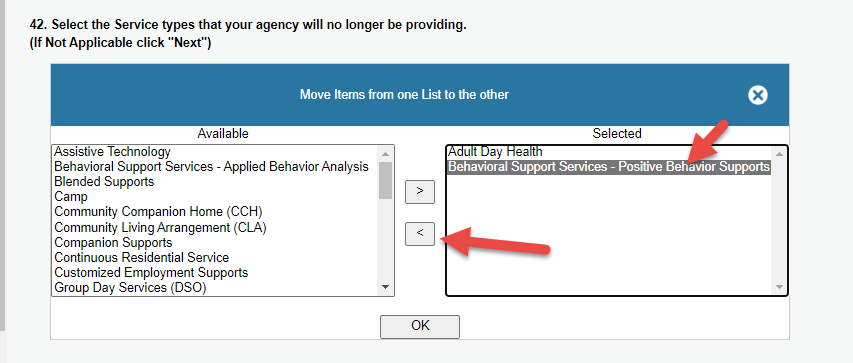 42. Select the Service types that your agency will no longer be providing.
(If Not Applicable click "Next")
Move Items from one List to the other
Available
Selected
Assistive Technology
Behavioral Support Services - Applied Behavior Analysis
Blended Supports
Camp
Community Companion Home (CCH)
Community Living Arrangement (CLA)
Companion Supports
Continuous Residential Service
Customized Employment Supports
Group Day Services (DSO)
>
<
Adult Day Health
Behavioral Support Services - Positive Behavior Supports
OK